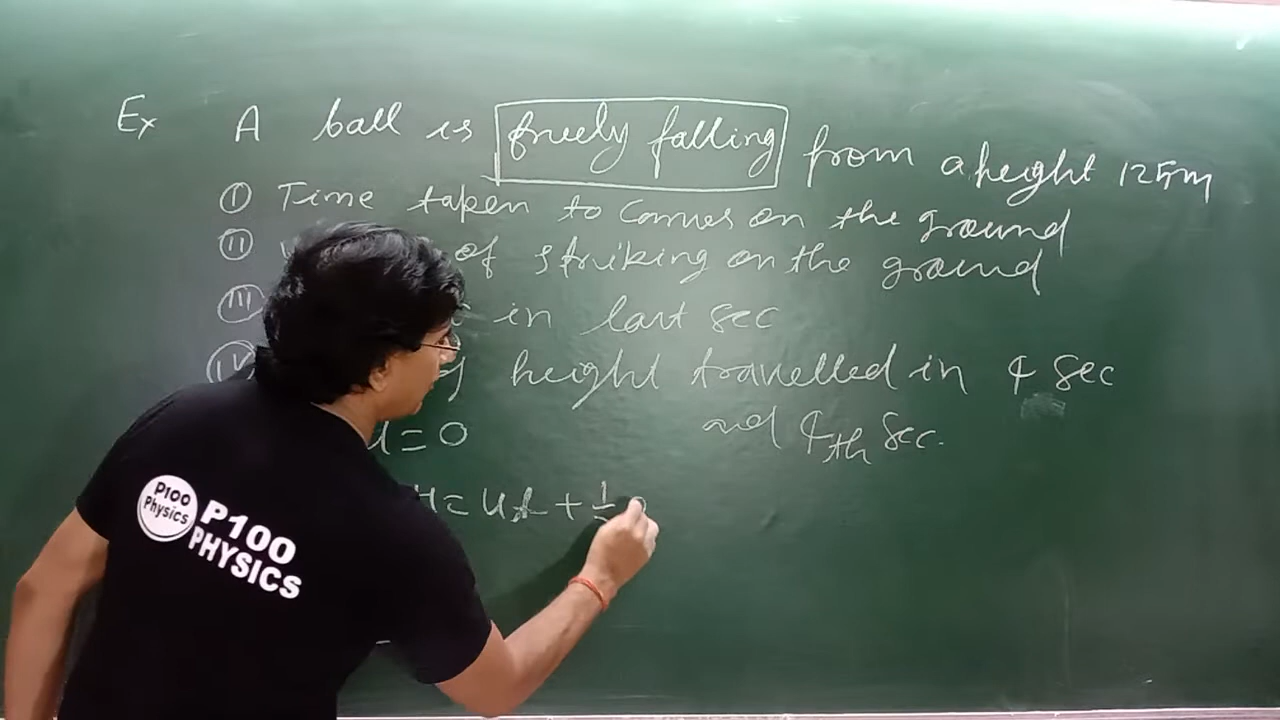 Ex A ball is freely falling from a height 125m
(I) Time taken to comes on the ground
(II) of striking on the ground
(III) in last sec
(IV) of height travelled in 4 sec
and 4th sec.
u = 0
H = ut + 1/2
P100 Physics
P100
PHYSICS